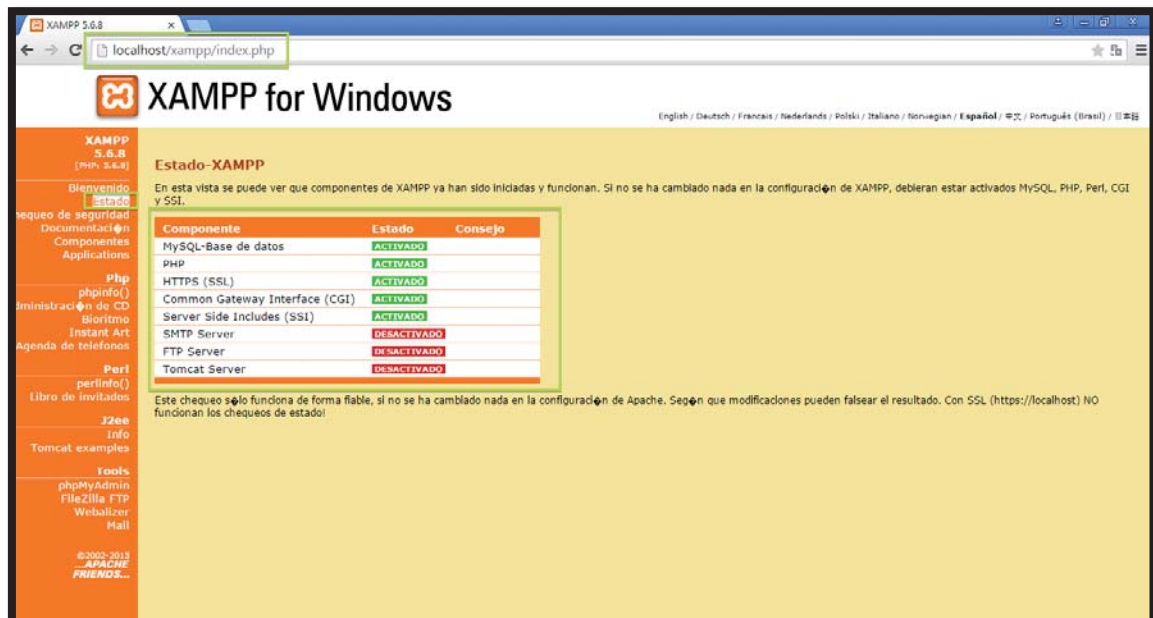 XAMPP 5.6.8
localhost/xampp/index.php
XAMPP for Windows
English / Deutsch / Francais / Nederlands / Polski / Italiano / Norwegian / Español / 中文 / Português (Brasil) / 日本語
XAMPP
5.6.8
[PHP: 5.6.8]
Bienvenido
Estado
hequeo de seguridad
Documentaci�n
Componentes
Applications
Php
phpinfo()
dministraci�n de CD
Bioritmo
Instant Art
Agenda de telefonos
Perl
perlinfo()
Libro de invitados
J2ee
Info
Tomcat examples
Tools
phpMyAdmin
FileZilla FTP
Webalizer
Mail
©2002-2015
...APACHE
FRIENDS...
Estado-XAMPP
En esta vista se puede ver que componentes de XAMPP ya han sido iniciadas y funcionan. Si no se ha cambiado nada en la configuraci�n de XAMPP, debieran estar activados MySQL, PHP, Perl, CGI
y SSI.
Componente Estado Consejo
MySQL-Base de datos ACTIVADO
PHP ACTIVADO
HTTPS (SSL) ACTIVADO
Common Gateway Interface (CGI) ACTIVADO
Server Side Includes (SSI) ACTIVADO
SMTP Server DESACTIVADO
FTP Server DESACTIVADO
Tomcat Server DESACTIVADO
Este chequeo s�lo funciona de forma fiable, si no se ha cambiado nada en la configuraci�n de Apache. Seg�n que modificaciones pueden falsear el resultado. Con SSL (https://localhost) NO
funcionan los chequeos de estado!